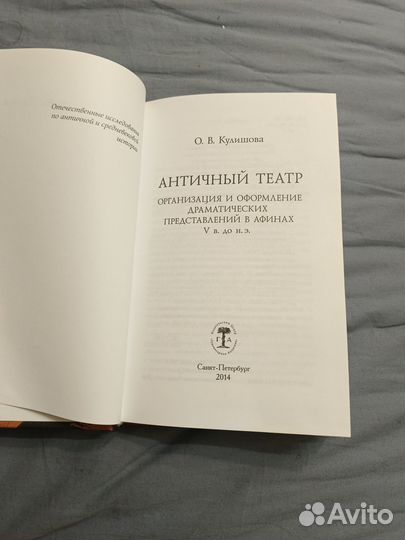 Отечественные исследования
по античной и средневековой
истории
О. В. Кулишова
АНТИЧНЫЙ ТЕАТР
ОРГАНИЗАЦИЯ И ОФОРМЛЕНИЕ
ДРАМАТИЧЕСКИХ
ПРЕДСТАВЛЕНИЙ В АФИНАХ
V в. до н. э.
Г А
Санкт-Петербург
2014
Avito